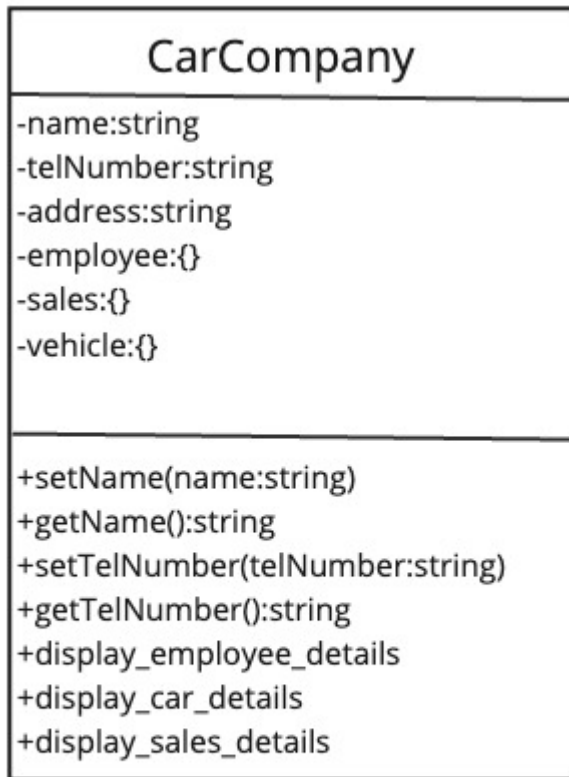 CarCompany
-name:string
-telNumber:string
-address:string
-employee:{}
-sales:{}
-vehicle:{}
+setName(name:string)
+getName():string
+setTelNumber(telNumber:string)
+getTelNumber():string
+display_employee_details
+display_car_details
+display_sales_details